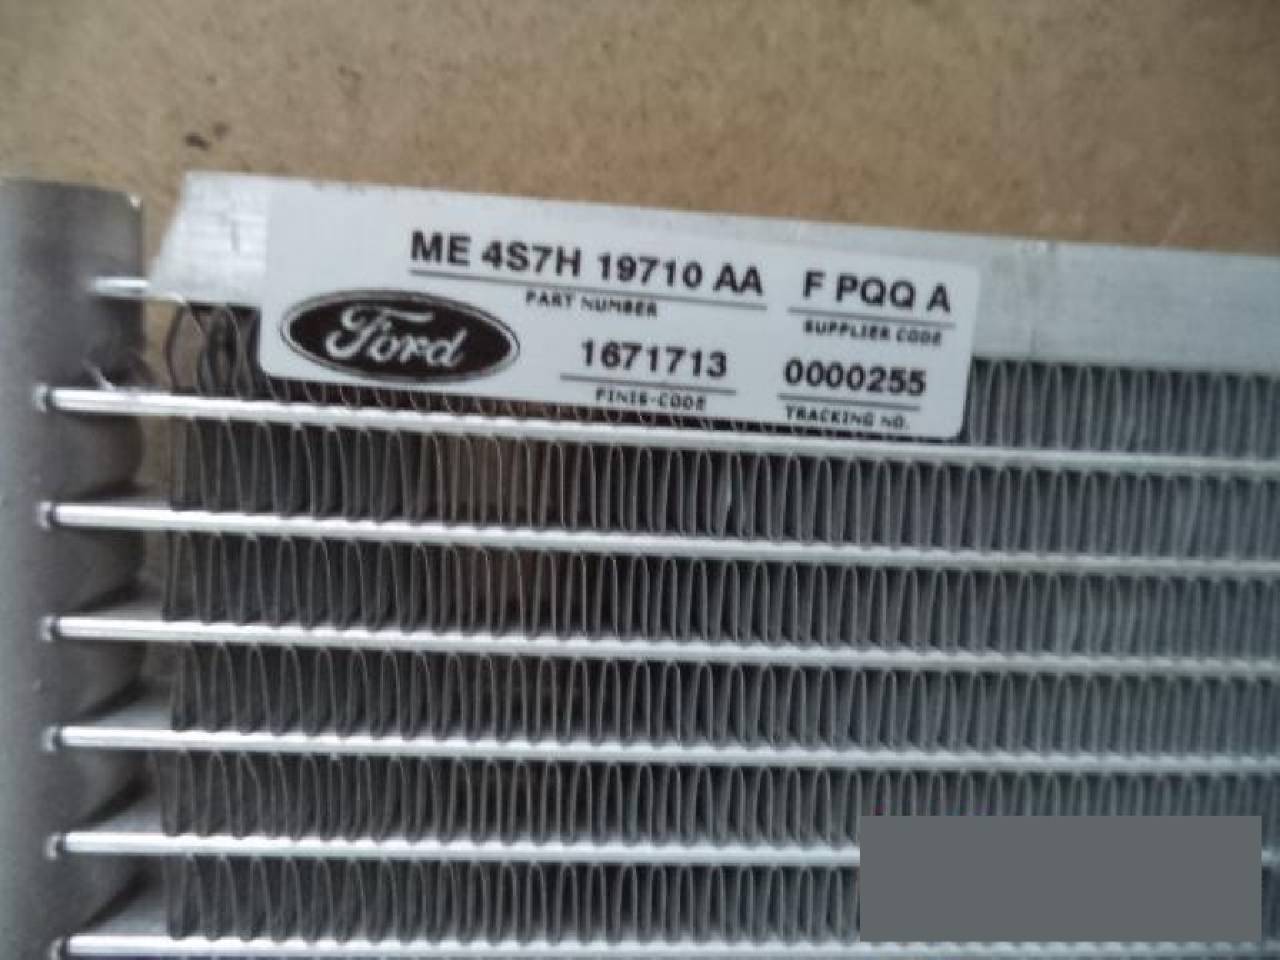 ME 4S7H 19710 AA F PQQ A
PART NUMBER SUPPLIER CODE
Ford 1671713 0000255
FINIS-CODE TRACKING NO.